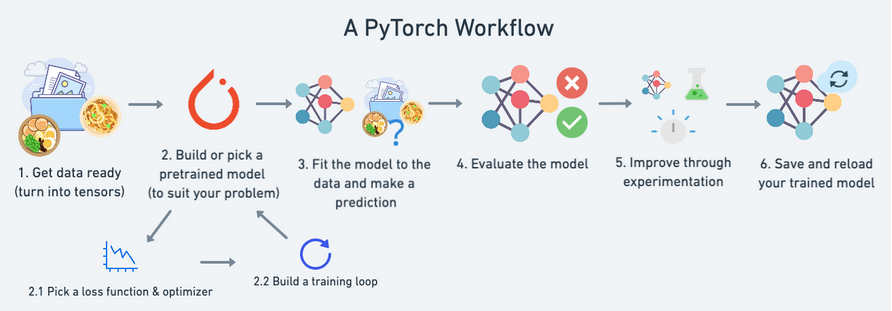 A PyTorch Workflow
1. Get data ready
(turn into tensors)
2. Build or pick a
pretrained model
(to suit your problem)
3. Fit the model to the
data and make a
prediction
?
4. Evaluate the model
5. Improve through
experimentation
6. Save and reload
your trained model
2.1 Pick a loss function & optimizer
2.2 Build a training loop